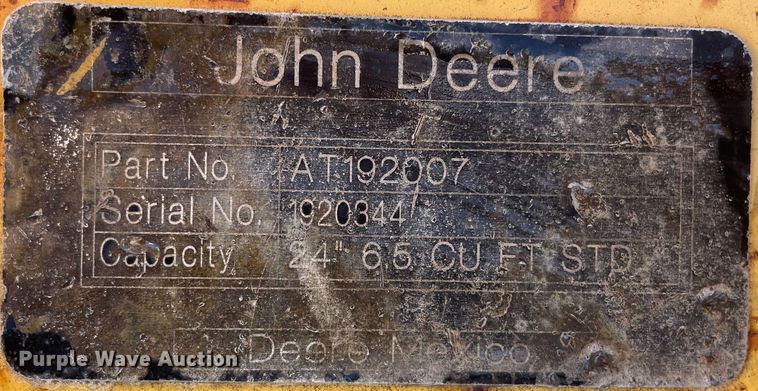 John Deere
Part No. AT192007
Serial No. 1920344
Capacity 24" 6.5 CU FT STD
Deere Mexico
Purple Wave Auction